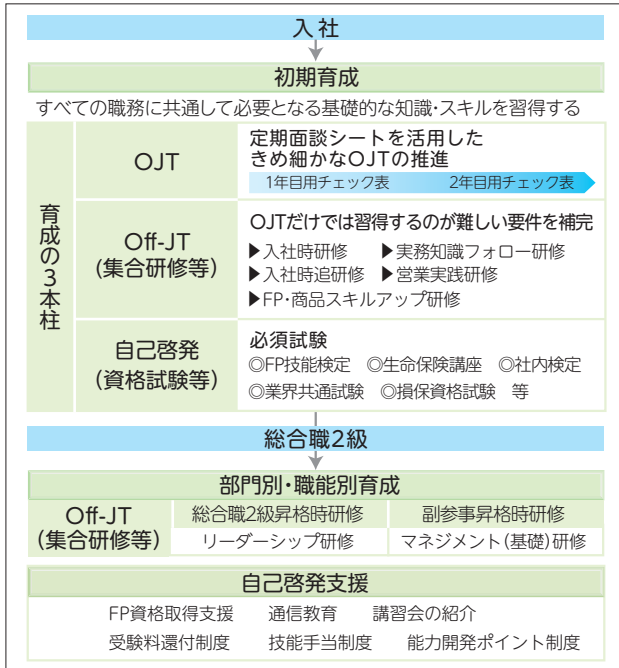 入社
初期育成
すべての職務に共通して必要となる基礎的な知識・スキルを習得する
育成の3本柱
OJT
定期面談シートを活用した
きめ細かなOJTの推進
1年目用チェック表 2年目用チェック表
Off-JT
(集合研修等)
OJTだけでは習得するのが難しい要件を補完
▶入社時研修 ▶実務知識フォロー研修
▶入社時追研修 ▶営業実践研修
▶FP・商品スキルアップ研修
自己啓発
(資格試験等)
必須試験
◎FP技能検定 ◎生命保険講座 ◎社内検定
◎業界共通試験 ◎損保資格試験 等
総合職2級
部門別・職能別育成
Off-JT
(集合研修等)
総合職2級昇格時研修 副参事昇格時研修
リーダーシップ研修 マネジメント(基礎)研修
自己啓発支援
FP資格取得支援 通信教育 講習会の紹介
受験料還付制度 技能手当制度 能力開発ポイント制度